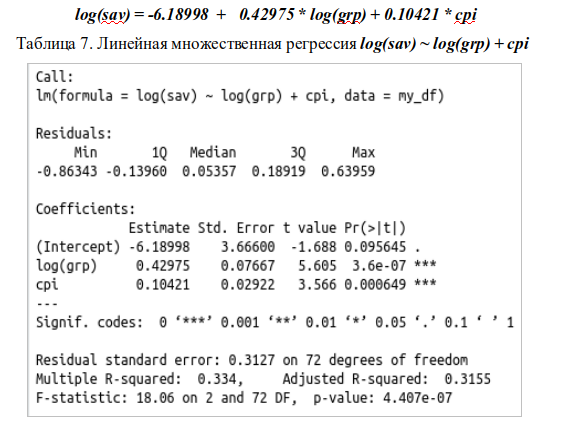 log(sav) = -6.18998 + 0.42975 * log(grp) + 0.10421 * cpi
Таблица 7. Линейная множественная регрессия log(sav) ~ log(grp) + cpi
Call:
lm(formula = log(sav) ~ log(grp) + cpi, data = my_df)
Residuals:
Min 1Q Median 3Q Max
-0.86343 -0.13960 0.05357 0.18919 0.63959
Coefficients:
Estimate Std. Error t value Pr(>|t|)
(Intercept) -6.18998 3.66600 -1.688 0.095645 .
log(grp) 0.42975 0.07667 5.605 3.6e-07 ***
cpi 0.10421 0.02922 3.566 0.000649 ***
---
Signif. codes: 0 ‘***’ 0.001 ‘**’ 0.01 ‘*’ 0.05 ‘.’ 0.1 ‘ ’ 1
Residual standard error: 0.3127 on 72 degrees of freedom
Multiple R-squared: 0.334, Adjusted R-squared: 0.3155
F-statistic: 18.06 on 2 and 72 DF, p-value: 4.407e-07